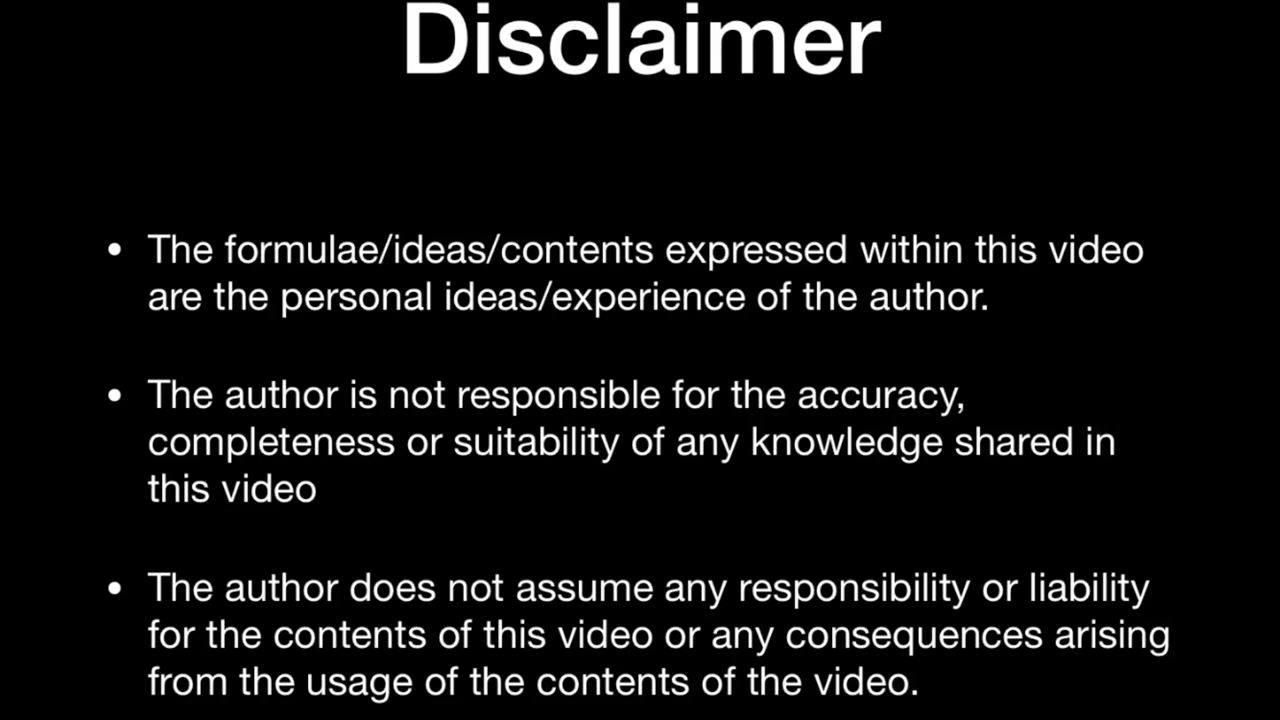 Disclaimer
• The formulae/ideas/contents expressed within this video
are the personal ideas/experience of the author.
• The author is not responsible for the accuracy,
completeness or suitability of any knowledge shared in
this video
• The author does not assume any responsibility or liability
for the contents of this video or any consequences arising
from the usage of the contents of the video.